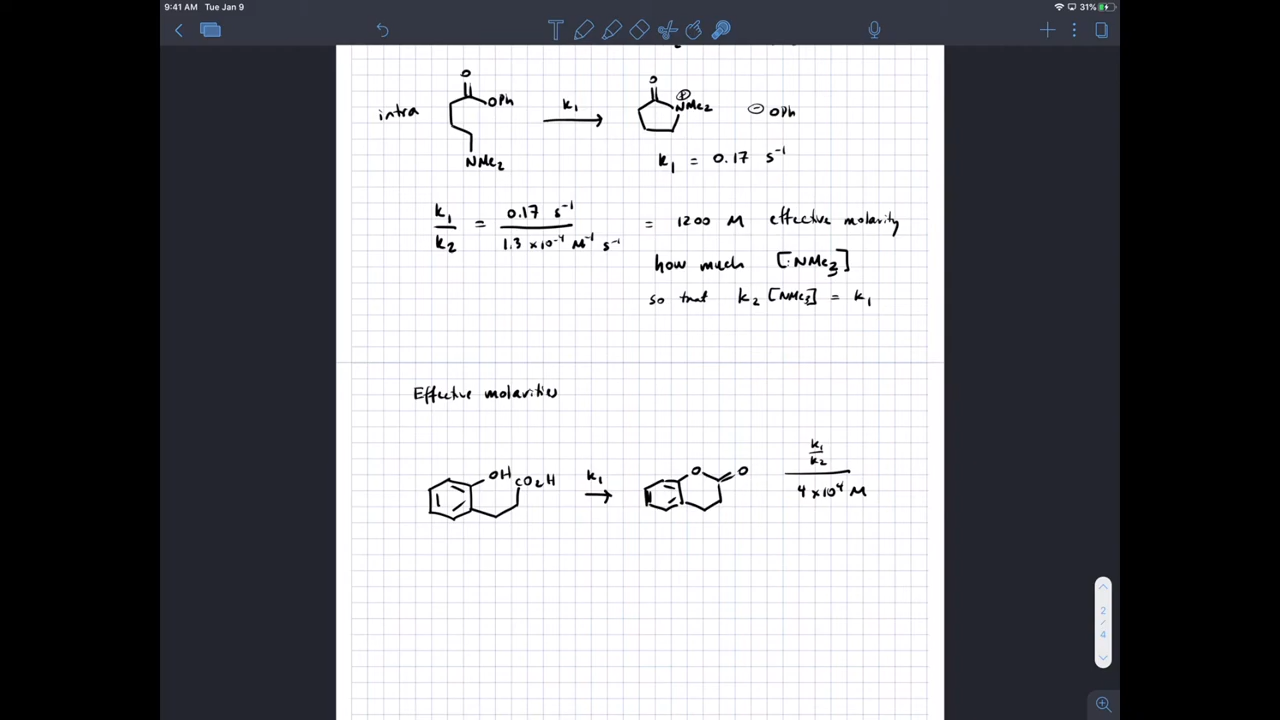 9:41 AM Tue Jan 9
31%
O
intra
OPh
k₁
NMe₂
O
⊕
NMe₂
⊖ OPh
k₁ = 0.17 s⁻¹
k₁/k₂ = 0.17 s⁻¹ / 1.3 × 10⁻⁴ M⁻¹ s⁻¹ = 1200 M effective molarity
how much [:NMe₃]
so that k₂ [NMe₃] = k₁
Effective molarities
k₁/k₂
OH
CO₂H
k₁
O
O
4 × 10⁴ M
2
/
4